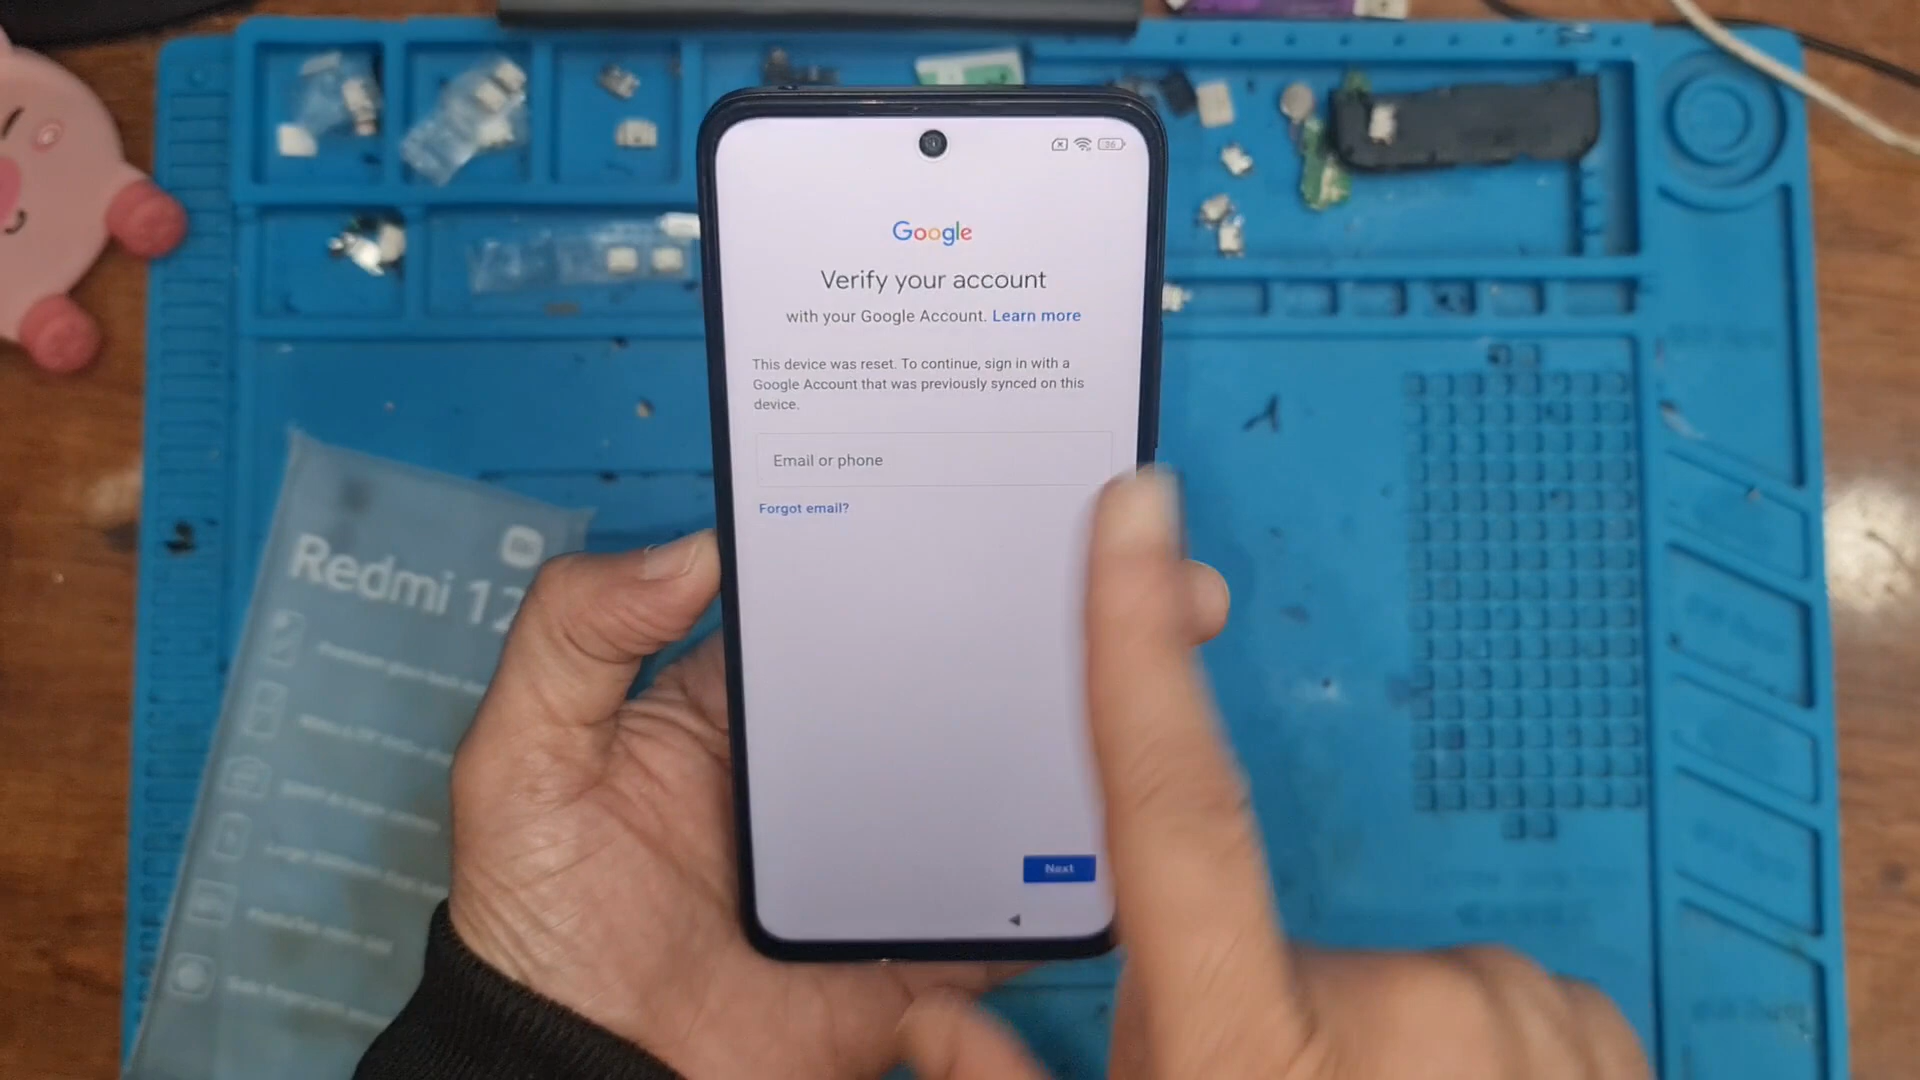 26
Google
Verify your account
with your Google Account. Learn more
This device was reset. To continue, sign in with a
Google Account that was previously synced on this
device.
Email or phone
Forgot email?
Next
Redmi 12